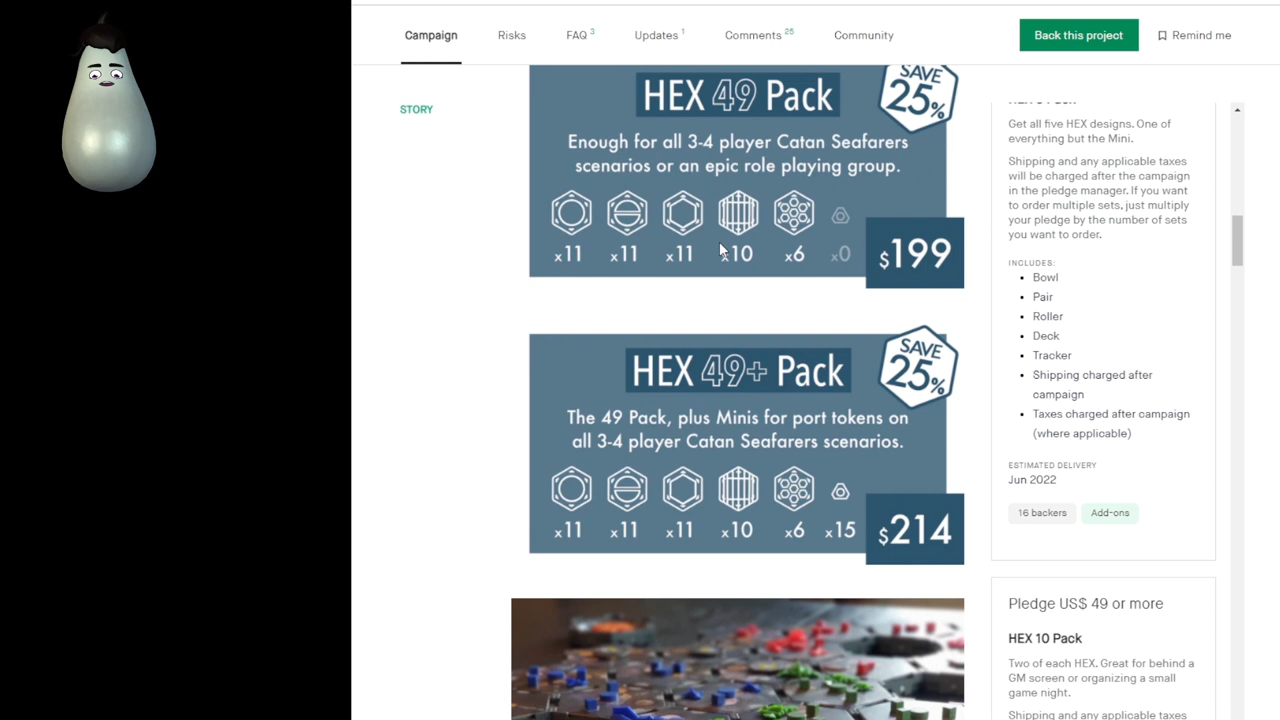 Campaign
Risks
FAQ 3
Updates 1
Comments 25
Community
Back this project
Remind me
STORY
HEX 49 Pack
SAVE
25%
Enough for all 3-4 player Catan Seafarers
scenarios or an epic role playing group.
x11 x11 x11 x10 x6 x0
$199
HEX 49+ Pack
SAVE
25%
The 49 Pack, plus Minis for port tokens on
all 3-4 player Catan Seafarers scenarios.
x11 x11 x11 x10 x6 x15
$214
Get all five HEX designs. One of
everything but the Mini.
Shipping and any applicable taxes
will be charged after the campaign
in the pledge manager. If you want
to order multiple sets, just multiply
your pledge by the number of sets
you want to order.
INCLUDES:
Bowl
Pair
Roller
Deck
Tracker
Shipping charged after
campaign
Taxes charged after campaign
(where applicable)
ESTIMATED DELIVERY
Jun 2022
16 backers
Add-ons
Pledge US$ 49 or more
HEX 10 Pack
Two of each HEX. Great for behind a
GM screen or organizing a small
game night.
Shipping and any applicable taxes